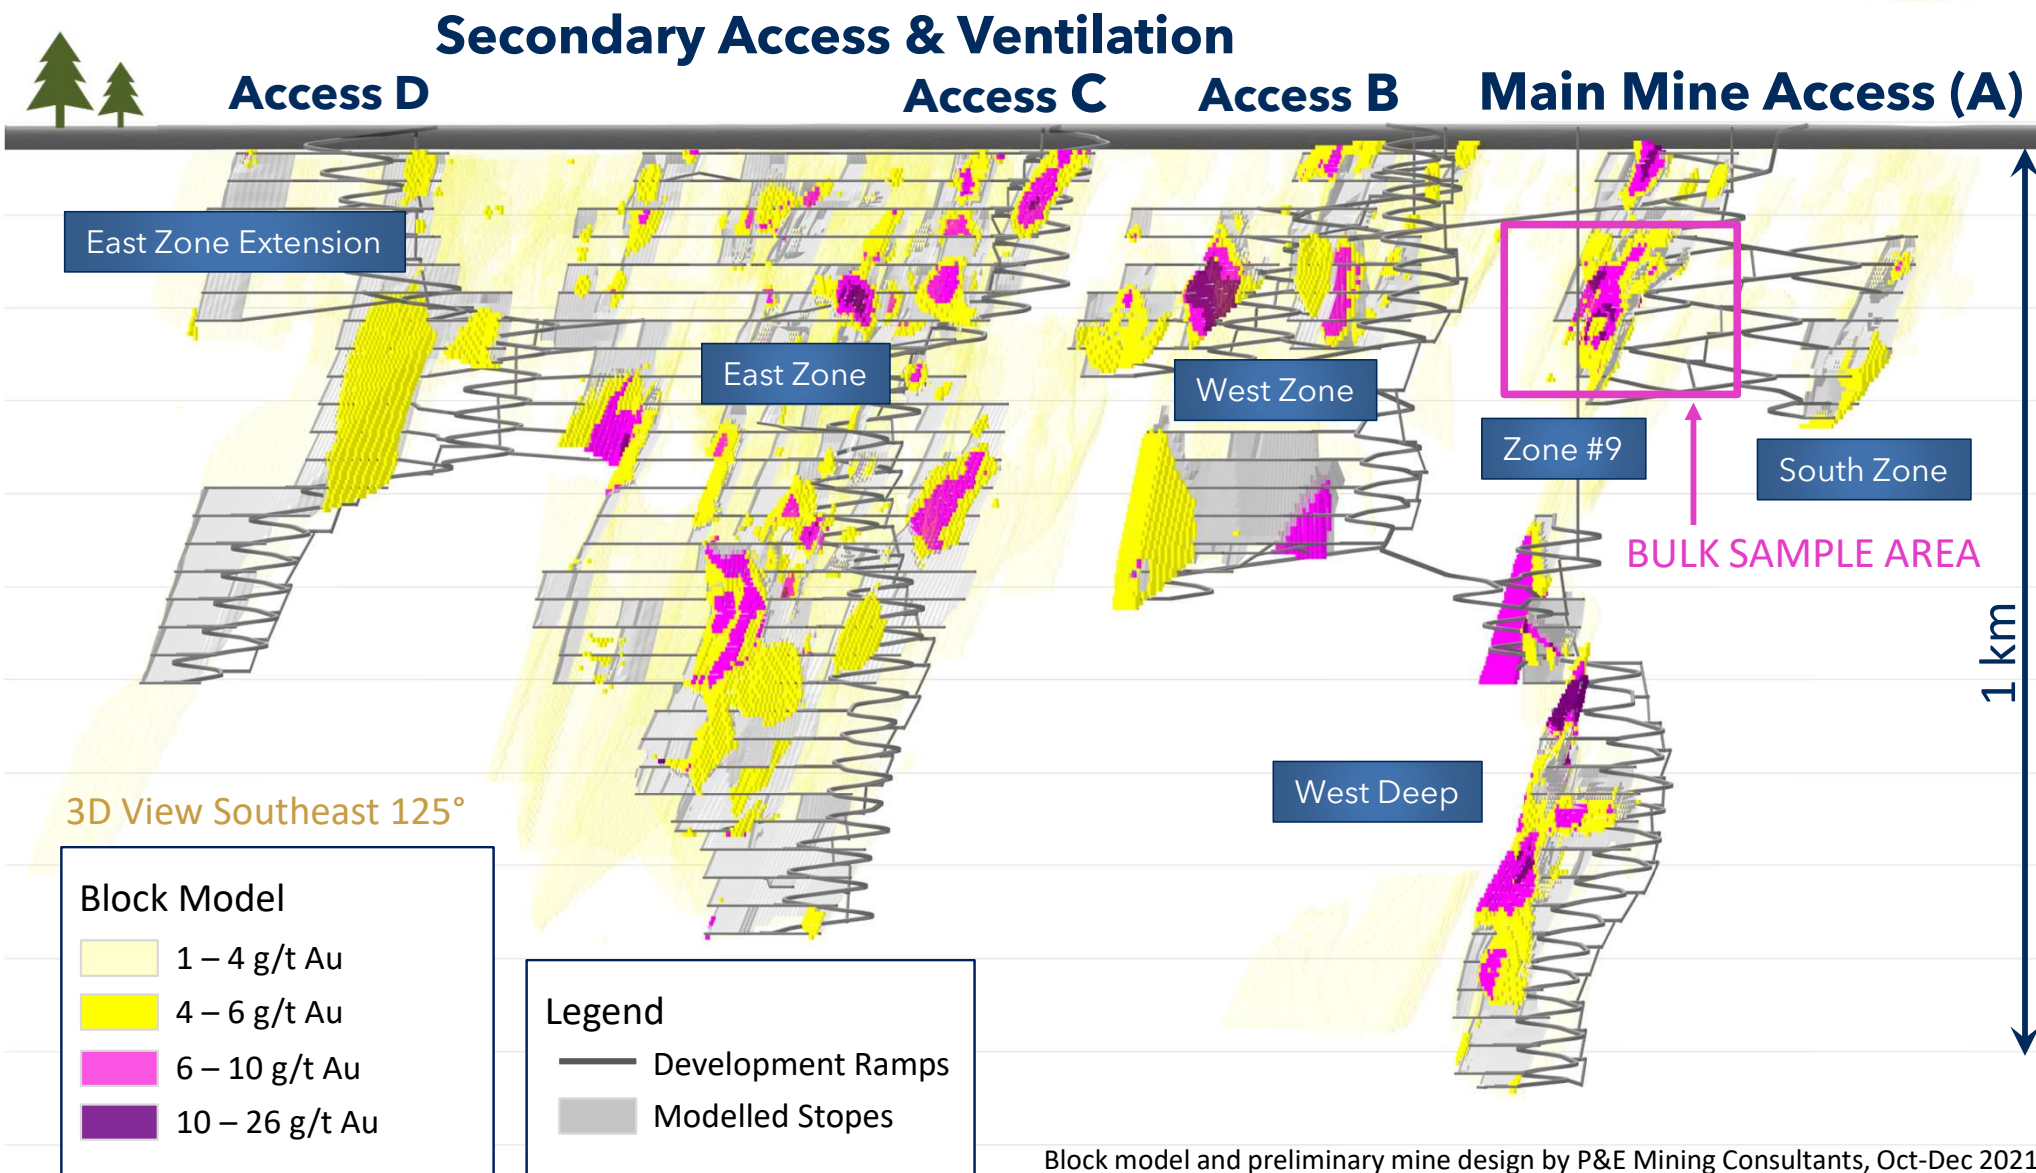 Secondary Access & Ventilation
Access D
Access C
Access B
Main Mine Access (A)
East Zone Extension
East Zone
West Zone
Zone #9
South Zone
BULK SAMPLE AREA
1 km
West Deep
3D View Southeast 125°
Block Model
1 – 4 g/t Au
4 – 6 g/t Au
6 – 10 g/t Au
10 – 26 g/t Au
Legend
Development Ramps
Modelled Stopes
Block model and preliminary mine design by P&E Mining Consultants, Oct-Dec 2021